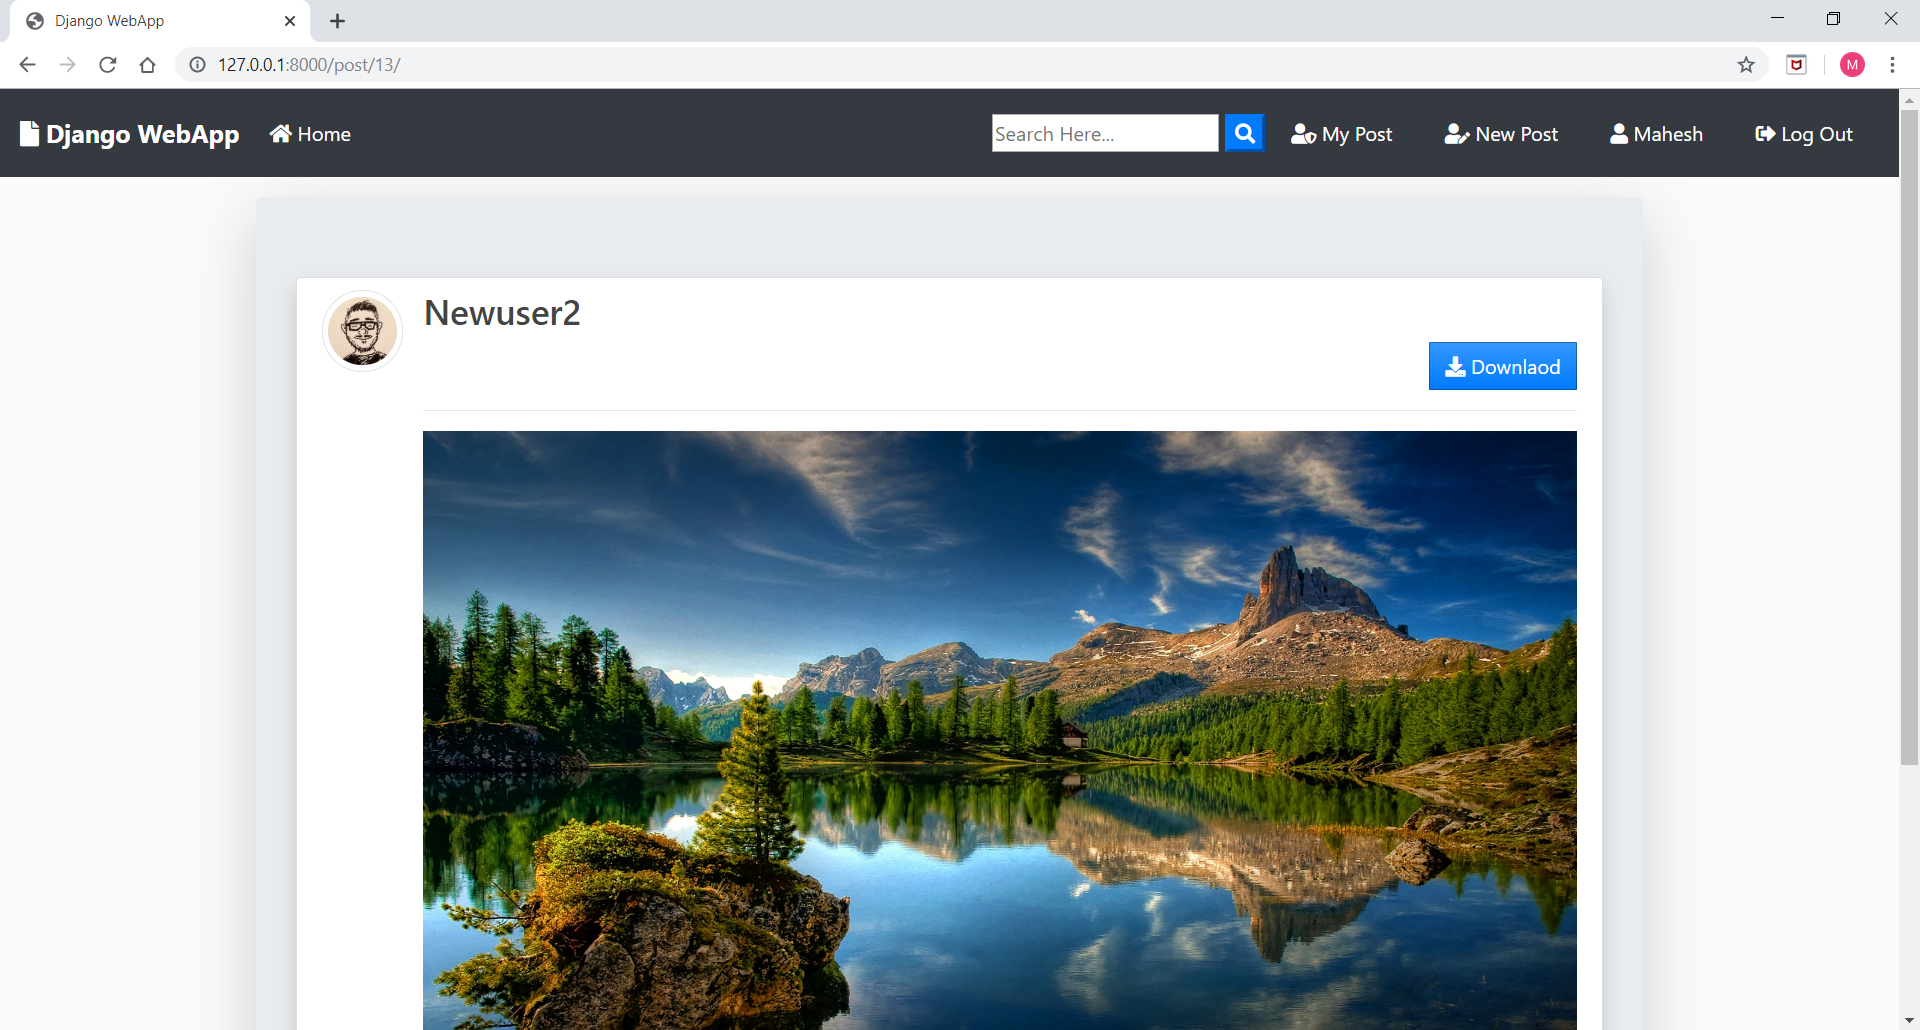 Django WebApp
127.0.0.1:8000/post/13/
M
Django WebApp Home Search Here... My Post New Post Mahesh Log Out
Newuser2
Downlaod